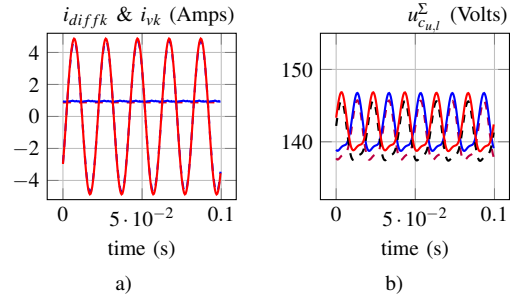 i_{diffk} & i_{vk} (Amps)
4
2
0
−2
−4
0
5·10^{−2}
0.1
time (s)
a)
u^{Σ}_{c_{u,l}} (Volts)
150
140
0
5·10^{−2}
0.1
time (s)
b)